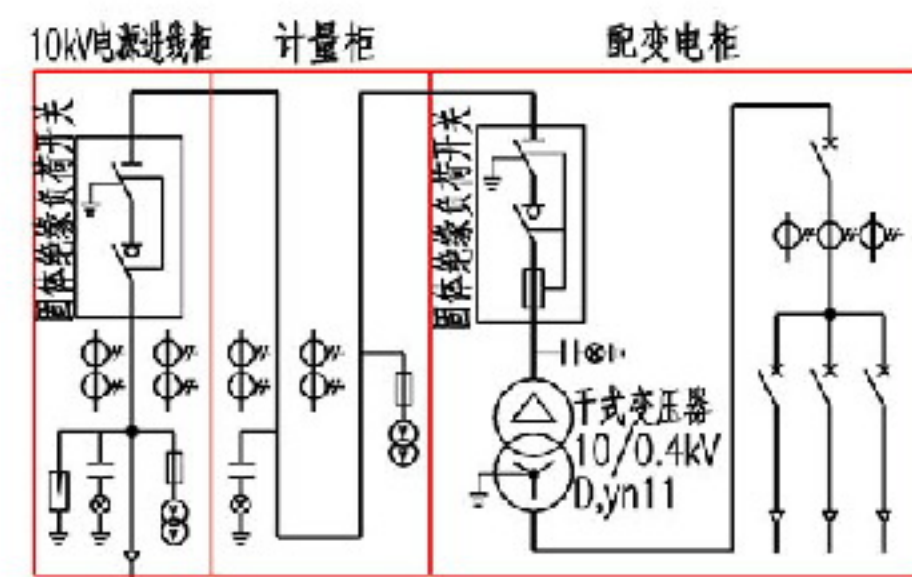 10kV电源进线柜
计量柜
配变电柜
固体绝缘负荷开关
固体绝缘负荷开关
干式变压器
10/0.4kV
D,yn11